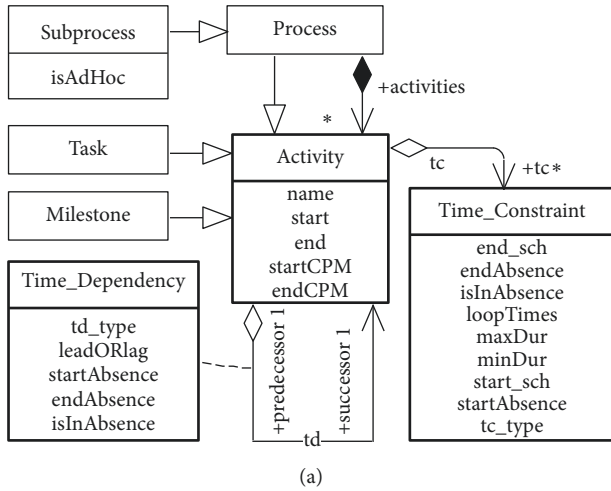 Subprocess
isAdHoc
Process
+activities
*
Task
Milestone
Activity
name
start
end
startCPM
endCPM
tc
+tc*
Time_Constraint
end_sch
endAbsence
isInAbsence
loopTimes
maxDur
minDur
start_sch
startAbsence
tc_type
Time_Dependency
td_type
leadORlag
startAbsence
endAbsence
isInAbsence
+predecessor 1
+successor 1
td
(a)